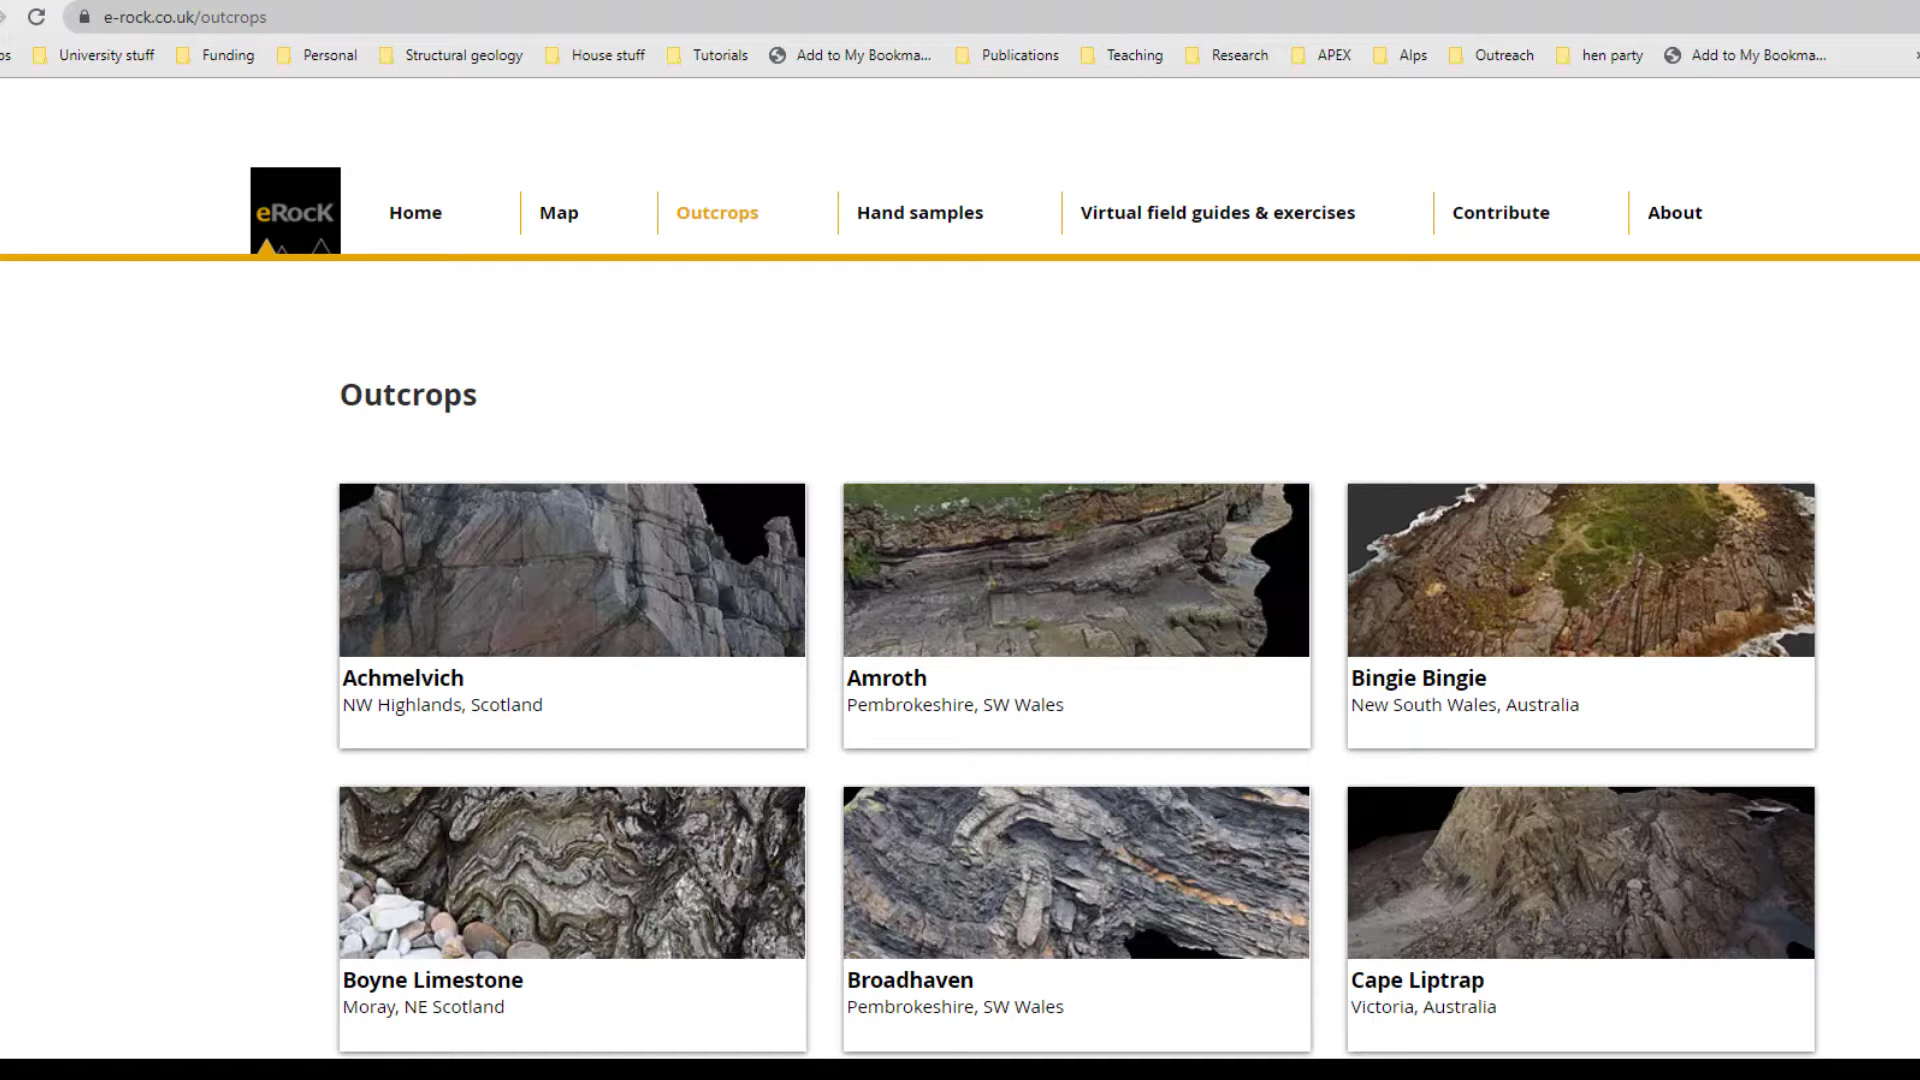 e-rock.co.uk/outcrops
ps University stuff Funding Personal Structural geology House stuff Tutorials Add to My Bookma... Publications Teaching Research APEX Alps Outreach hen party Add to My Bookma...
eRocK Home Map Outcrops Hand samples Virtual field guides & exercises Contribute About
Outcrops
Achmelvich
NW Highlands, Scotland
Amroth
Pembrokeshire, SW Wales
Bingie Bingie
New South Wales, Australia
Boyne Limestone
Moray, NE Scotland
Broadhaven
Pembrokeshire, SW Wales
Cape Liptrap
Victoria, Australia